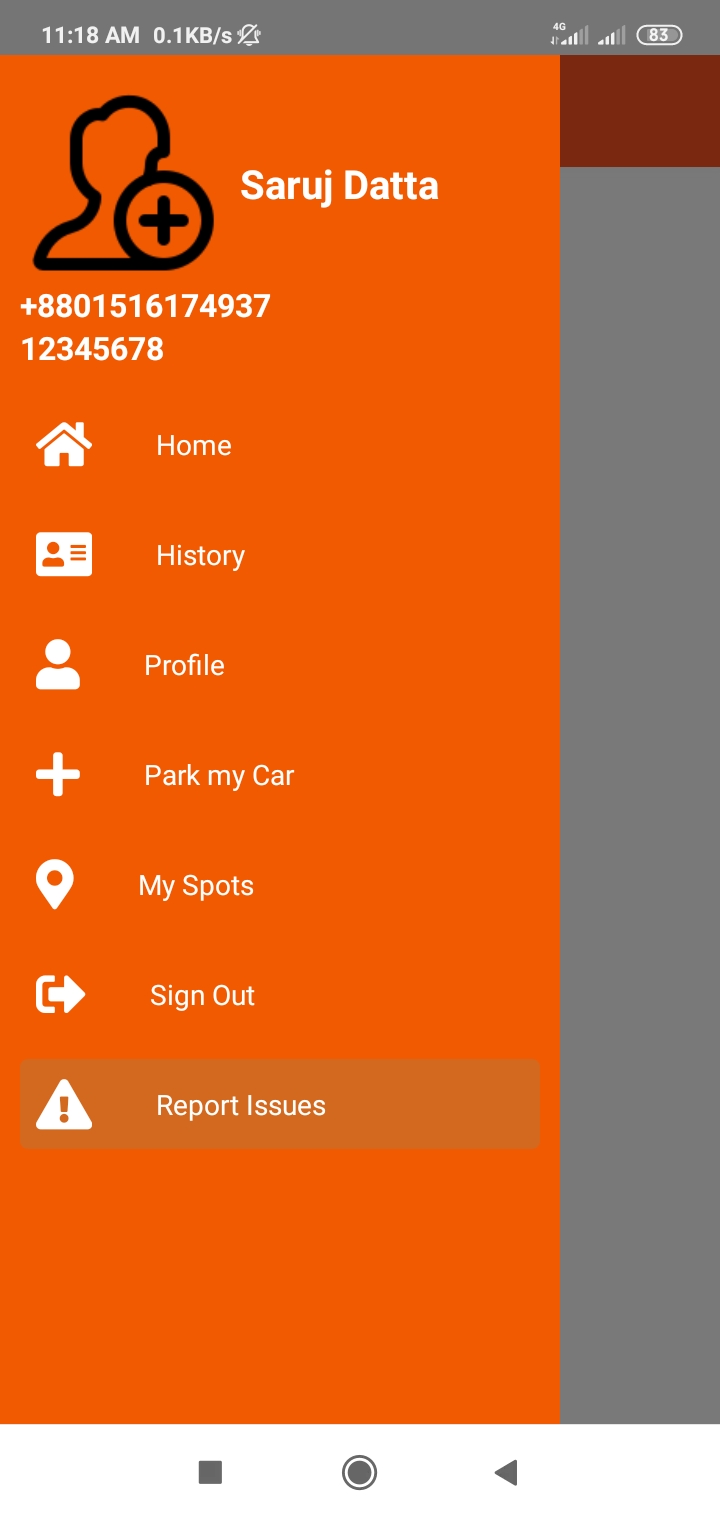 11:18 AM 0.1KB/s 4G 83
Saruj Datta
+8801516174937
12345678
Home
History
Profile
Park my Car
My Spots
Sign Out
Report Issues